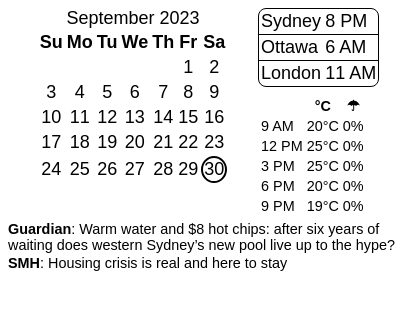 September 2023
Su Mo Tu We Th Fr Sa
1 2
3 4 5 6 7 8 9
10 11 12 13 14 15 16
17 18 19 20 21 22 23
24 25 26 27 28 29 30
Sydney 8 PM
Ottawa 6 AM
London 11 AM
°C ☂
9 AM 20°C 0%
12 PM 25°C 0%
3 PM 25°C 0%
6 PM 20°C 0%
9 PM 19°C 0%
Guardian: Warm water and $8 hot chips: after six years of
waiting does western Sydney's new pool live up to the hype?
SMH: Housing crisis is real and here to stay